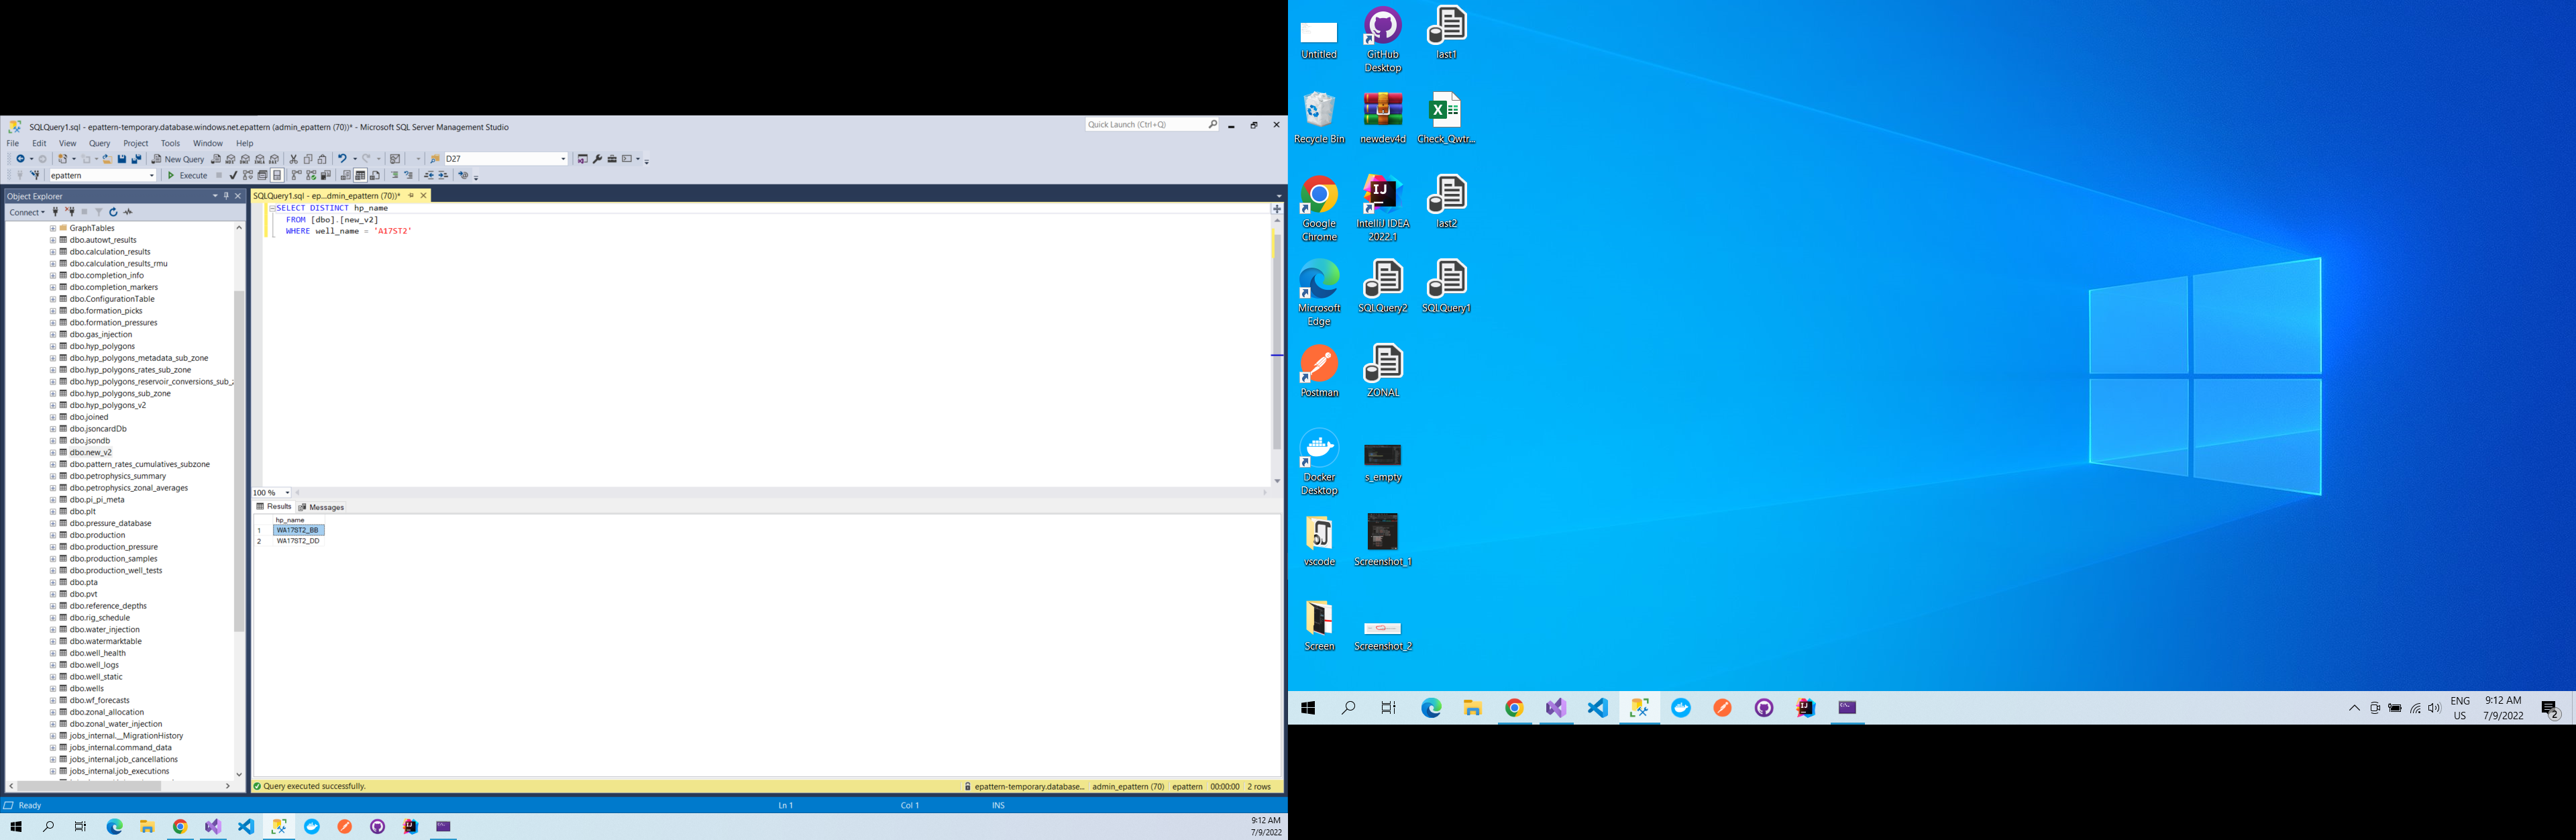 SQLQuery1.sql - epattern-temporary.database.windows.net.epattern (admin_epattern (70))* - Microsoft SQL Server Management Studio
Quick Launch (Ctrl+Q)
File Edit View Query Project Tools Window Help
New Query
D27
epattern
Execute
Object Explorer
Connect
GraphTables
dbo.autowt_results
dbo.calculation_results
dbo.calculation_results_rmu
dbo.completion_info
dbo.completion_markers
dbo.ConfigurationTable
dbo.formation_picks
dbo.formation_pressures
dbo.gas_injection
dbo.hyp_polygons
dbo.hyp_polygons_metadata_sub_zone
dbo.hyp_polygons_rates_sub_zone
dbo.hyp_polygons_reservoir_conversions_sub_z
dbo.hyp_polygons_sub_zone
dbo.hyp_polygons_v2
dbo.joined
dbo.jsoncardDb
dbo.jsondb
dbo.new_v2
dbo.pattern_rates_cumulatives_subzone
dbo.petrophysics_summary
dbo.petrophysics_zonal_averages
dbo.pi_pi_meta
dbo.plt
dbo.pressure_database
dbo.production
dbo.production_pressure
dbo.production_samples
dbo.production_well_tests
dbo.pta
dbo.pvt
dbo.reference_depths
dbo.rig_schedule
dbo.water_injection
dbo.watermarktable
dbo.well_health
dbo.well_logs
dbo.well_static
dbo.wells
dbo.wf_forecasts
dbo.zonal_allocation
dbo.zonal_water_injection
jobs_internal.__MigrationHistory
jobs_internal.command_data
jobs_internal.job_cancellations
jobs_internal.job_executions
SQLQuery1.sql - ep...dmin_epattern (70))*
SELECT DISTINCT hp_name
FROM [dbo].[new_v2]
WHERE well_name = 'A17ST2'
100 %
Results Messages
hp_name
1 WA17ST2_BB
2 WA17ST2_DD
Query executed successfully.
epattern-temporary.database... admin_epattern (70) epattern 00:00:00 2 rows
Ready
Ln 1 Col 1 INS
9:12 AM
7/9/2022
Untitled
GitHub
Desktop
last1
Recycle Bin
newdev4d
Check_Qwtr...
Google
Chrome
IntelliJ IDEA
2022.1
last2
Microsoft
Edge
SQLQuery2
SQLQuery1
Postman
ZONAL
Docker
Desktop
s_empty
vscode
Screenshot_1
Screen
Screenshot_2
ENG
US
9:12 AM
7/9/2022
2